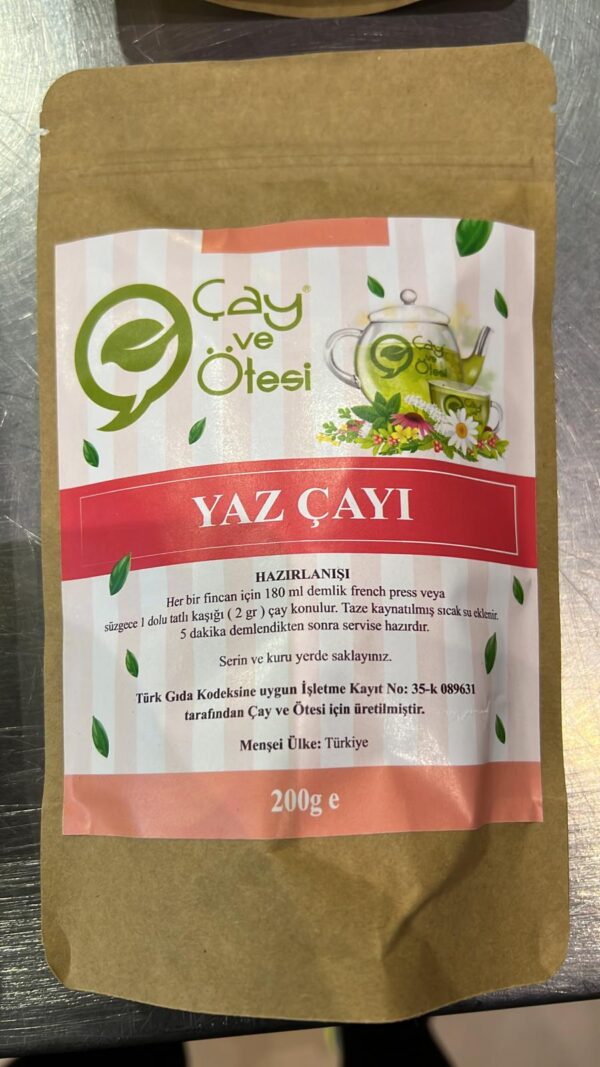 Çay®
ve
Ötesi
Çay
ve
Ötesi
YAZ ÇAYI
HAZIRLANIŞI
Her bir fincan için 180 ml demlik french press veya
süzgece 1 dolu tatlı kaşığı ( 2 gr ) çay konulur. Taze kaynatılmış sıcak su eklenir.
5 dakika demlendikten sonra servise hazırdır.
Serin ve kuru yerde saklayınız.
Türk Gıda Kodeksine uygun İşletme Kayıt No: 35-k 089631
tarafından Çay ve Ötesi için üretilmiştir.
Menşei Ülke: Türkiye
200g e